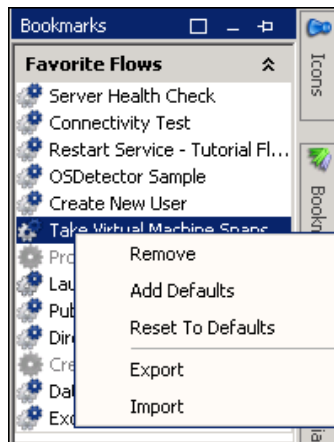 Bookmarks
Favorite Flows
Server Health Check
Connectivity Test
Restart Service - Tutorial Fl...
OSDetector Sample
Create New User
Take Virtual Machine Snaps
Remove
Add Defaults
Reset To Defaults
Export
Import
Icons